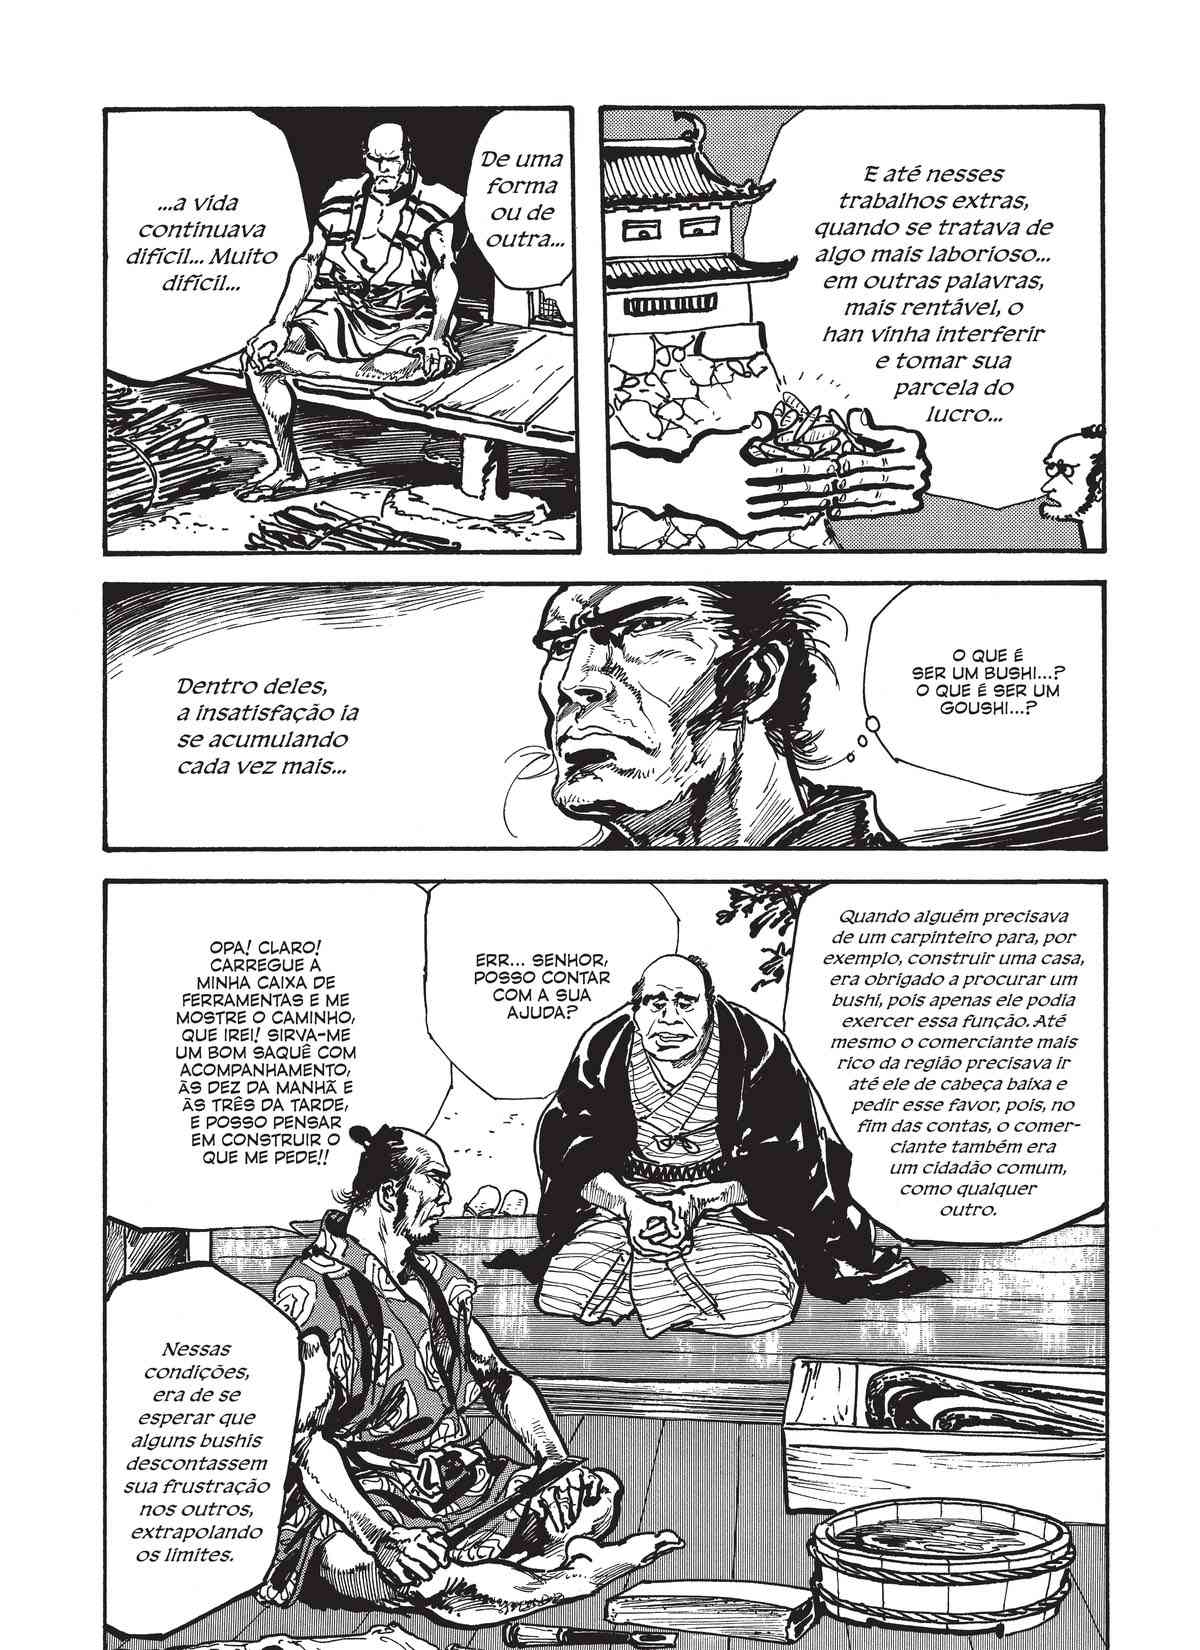 E até nesses
trabalhos extras,
quando se tratava de
algo mais laborioso...
em outras palavras,
mais rentável, o
han vinha interferir
e tomar sua
parcela do
lucro...
De uma
forma
ou de
outra...
...a vida
continuava
difícil... Muito
difícil...
O QUE É
SER UM BUSHI...?
O QUE É SER UM
GOUSHI...?
Dentro deles,
a insatisfação ia
se acumulando
cada vez mais...
Quando alguém precisava
de um carpinteiro para, por
exemplo, construir uma casa,
era obrigado a procurar um
bushi, pois apenas ele podia
exercer essa função. Até
mesmo o comerciante mais
rico da região precisava ir
até ele de cabeça baixa e
pedir esse favor, pois, no
fim das contas, o comer-
ciante também era
um cidadão comum,
como qualquer
outro.
ERR... SENHOR,
POSSO CONTAR
COM A SUA
AJUDA?
OPA! CLARO!
CARREGUE A
MINHA CAIXA DE
FERRAMENTAS E ME
MOSTRE O CAMINHO,
QUE IREI! SIRVA-ME
UM BOM SAQUÊ COM
ACOMPANHAMENTO,
ÀS DEZ DA MANHÃ E
ÀS TRÊS DA TARDE,
E POSSO PENSAR
EM CONSTRUIR O
QUE ME PEDE!!
Nessas
condições,
era de se
esperar que
alguns bushis
descontassem
sua frustração
nos outros,
extrapolando
os limites.